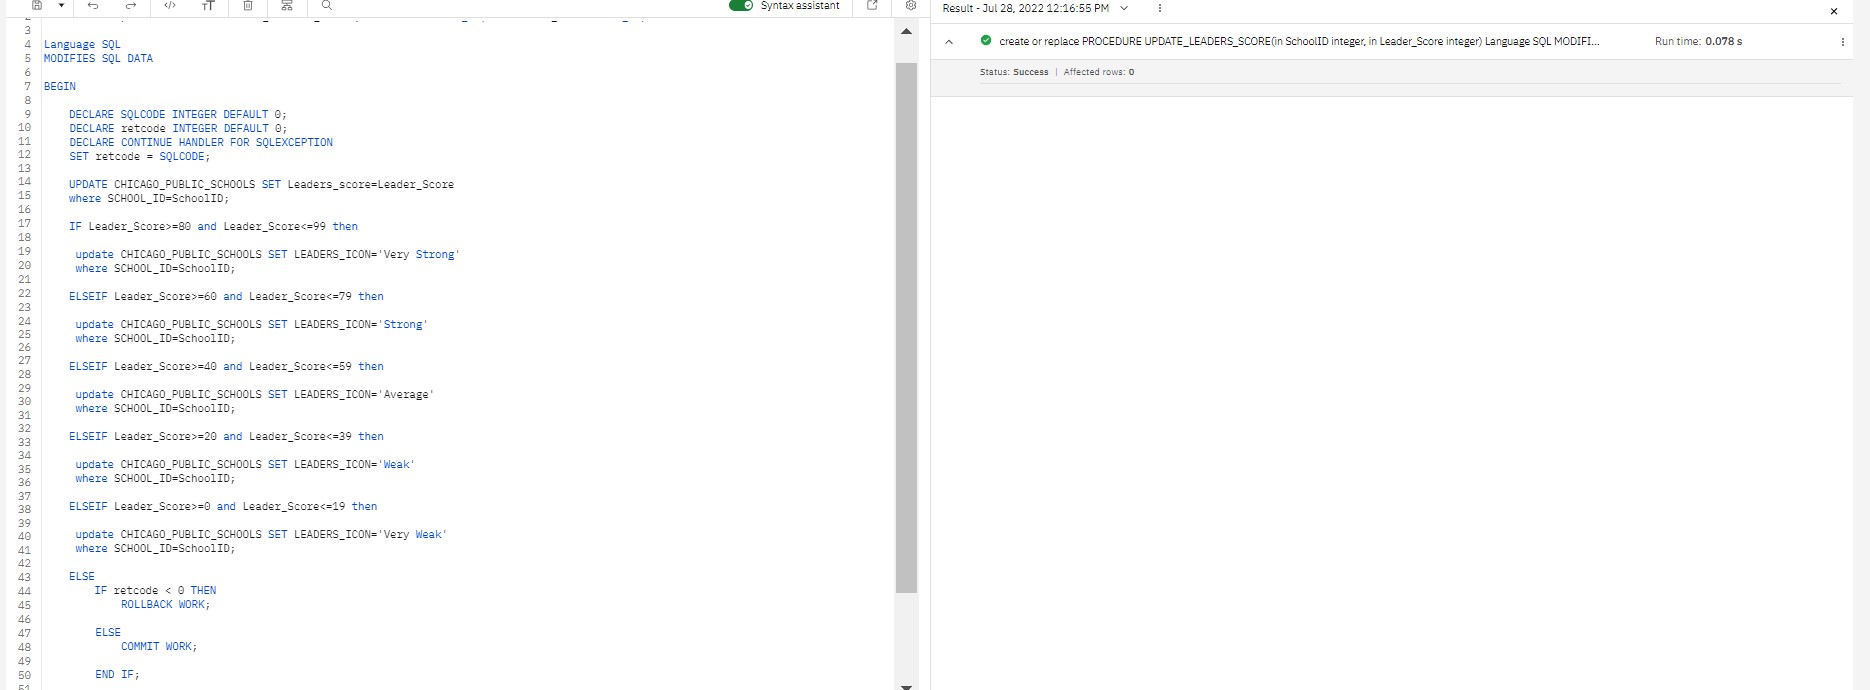 Syntax assistant
3
4 Language SQL
5 MODIFIES SQL DATA
6
7 BEGIN
8
9 DECLARE SQLCODE INTEGER DEFAULT 0;
10 DECLARE retcode INTEGER DEFAULT 0;
11 DECLARE CONTINUE HANDLER FOR SQLEXCEPTION
12 SET retcode = SQLCODE;
13
14 UPDATE CHICAGO_PUBLIC_SCHOOLS SET Leaders_score=Leader_Score
15 where SCHOOL_ID=SchoolID;
16
17 IF Leader_Score>=80 and Leader_Score<=99 then
18
19 update CHICAGO_PUBLIC_SCHOOLS SET LEADERS_ICON='Very Strong'
20 where SCHOOL_ID=SchoolID;
21
22 ELSEIF Leader_Score>=60 and Leader_Score<=79 then
23
24 update CHICAGO_PUBLIC_SCHOOLS SET LEADERS_ICON='Strong'
25 where SCHOOL_ID=SchoolID;
26
27 ELSEIF Leader_Score>=40 and Leader_Score<=59 then
28
29 update CHICAGO_PUBLIC_SCHOOLS SET LEADERS_ICON='Average'
30 where SCHOOL_ID=SchoolID;
31
32
33 ELSEIF Leader_Score>=20 and Leader_Score<=39 then
34
35 update CHICAGO_PUBLIC_SCHOOLS SET LEADERS_ICON='Weak'
36 where SCHOOL_ID=SchoolID;
37
38 ELSEIF Leader_Score>=0 and Leader_Score<=19 then
39
40 update CHICAGO_PUBLIC_SCHOOLS SET LEADERS_ICON='Very Weak'
41 where SCHOOL_ID=SchoolID;
42
43 ELSE
44 IF retcode < 0 THEN
45 ROLLBACK WORK;
46
47 ELSE
48 COMMIT WORK;
49
50 END IF;
Result - Jul 28, 2022 12:16:55 PM
create or replace PROCEDURE UPDATE_LEADERS_SCORE(in SchoolID integer, in Leader_Score integer) Language SQL MODIFI... Run time: 0.078 s
Status: Success | Affected rows: 0